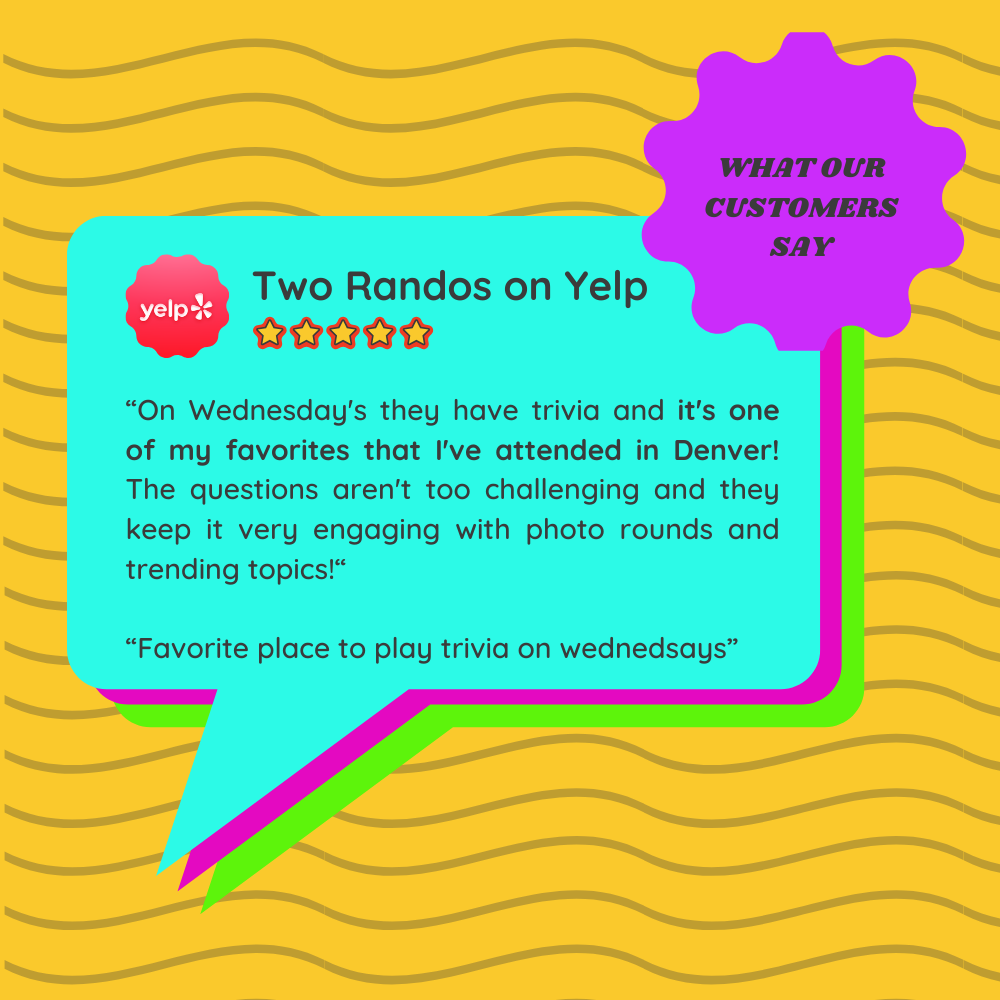 WHAT OUR
CUSTOMERS
SAY
yelp
Two Randos on Yelp
“On Wednesday's they have trivia and it's one
of my favorites that I've attended in Denver!
The questions aren't too challenging and they
keep it very engaging with photo rounds and
trending topics!“
“Favorite place to play trivia on wednedsays”